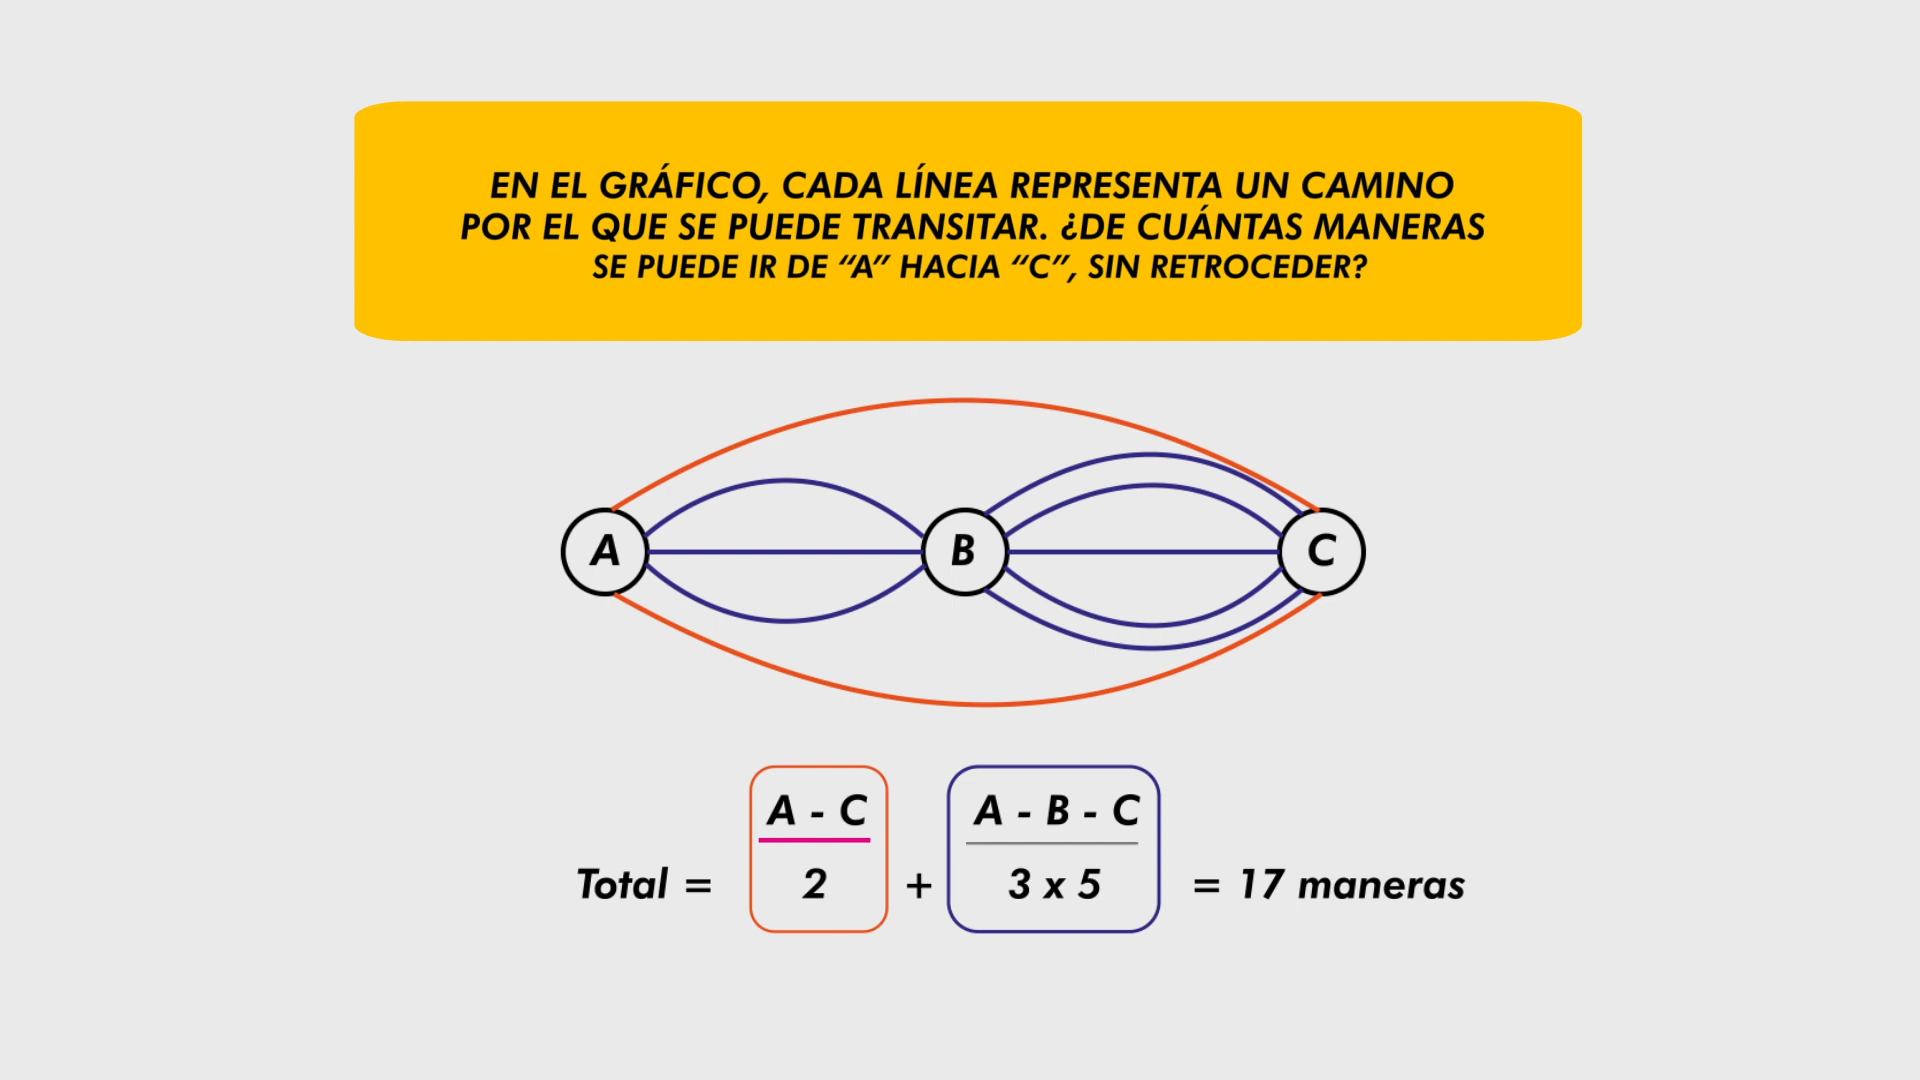 EN EL GRÁFICO, CADA LÍNEA REPRESENTA UN CAMINO
POR EL QUE SE PUEDE TRANSITAR. ¿DE CUÁNTAS MANERAS
SE PUEDE IR DE “A” HACIA “C”, SIN RETROCEDER?
A B C
A - C A - B - C
Total = 2 + 3 x 5 = 17 maneras